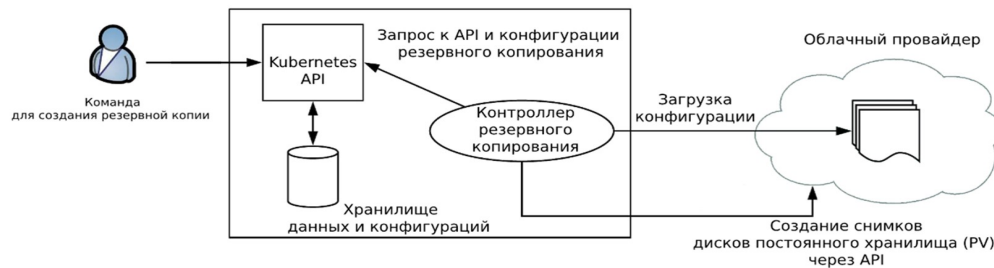 Запрос к API и конфигурации
резервного копирования
Kubernetes
API
Команда
для создания резервной копии
Контроллер
резервного
копирования
Хранилище
данных и конфигураций
Загрузка
конфигурации
Облачный провайдер
Создание снимков
дисков постоянного хранилища (PV)
через API